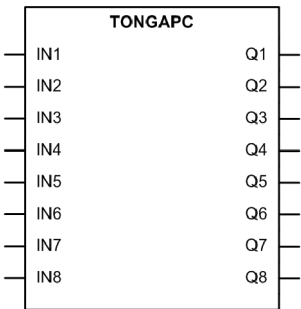 TONGAPC
IN1 Q1
IN2 Q2
IN3 Q3
IN4 Q4
IN5 Q5
IN6 Q6
IN7 Q7
IN8 Q8